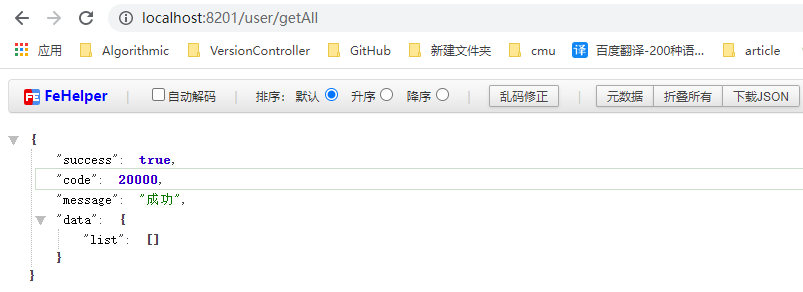 localhost:8201/user/getAll
应用 Algorithmic VersionController GitHub 新建文件夹 cmu 译 百度翻译-200种语... article
FE FeHelper | 自动解码 | 排序: 默认 升序 降序 | 乱码修正 | 元数据 折叠所有 下载JSON
{
"success": true,
"code": 20000,
"message": "成功",
"data": {
"list": []
}
}